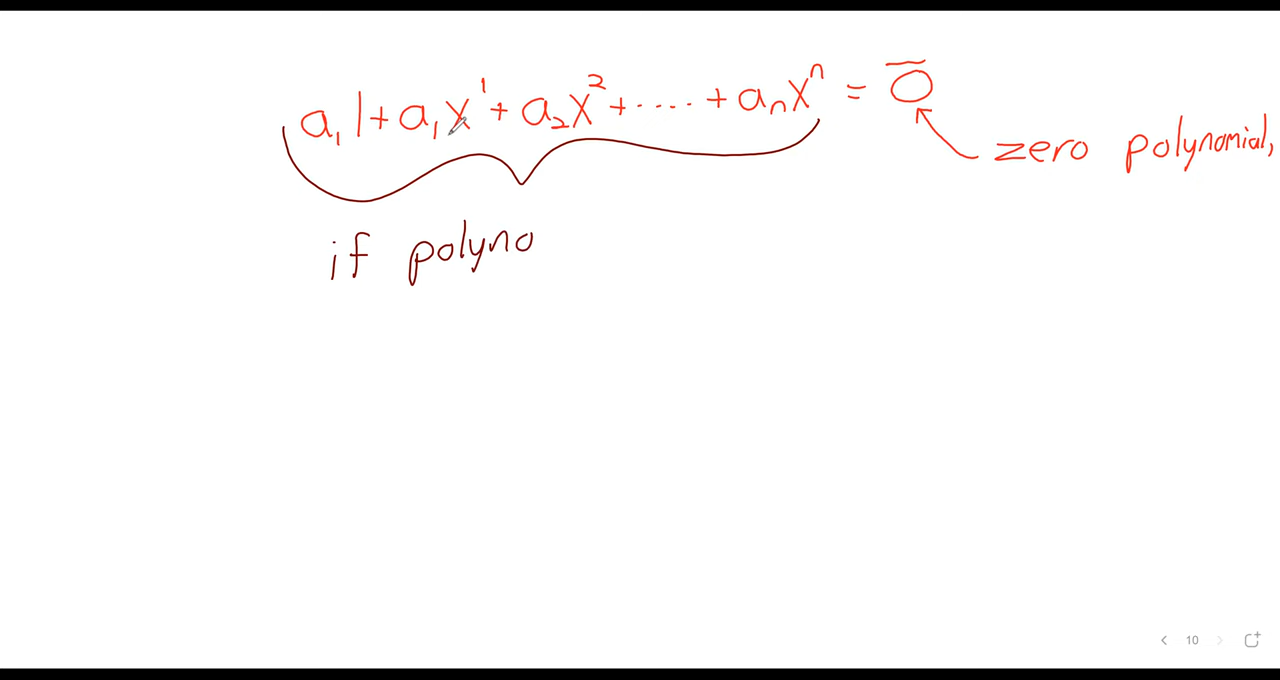 a₁1 + a₁x¹ + a₂x² + .... + aₙxⁿ = 0̅
zero polynomial,
if polyno
< 10 >